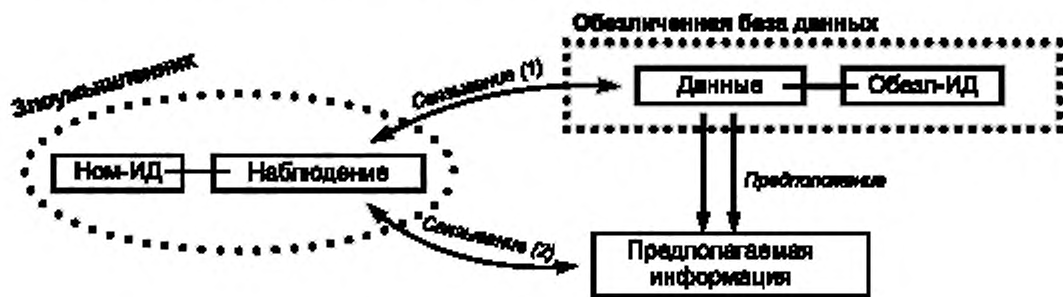 Обезличенная база данных
Злоумышленник
Связывание (1)
Данные
Обезл-ИД
Ном-ИД
Наблюдение
Предположение
Связывание (2)
Предполагаемая
информация